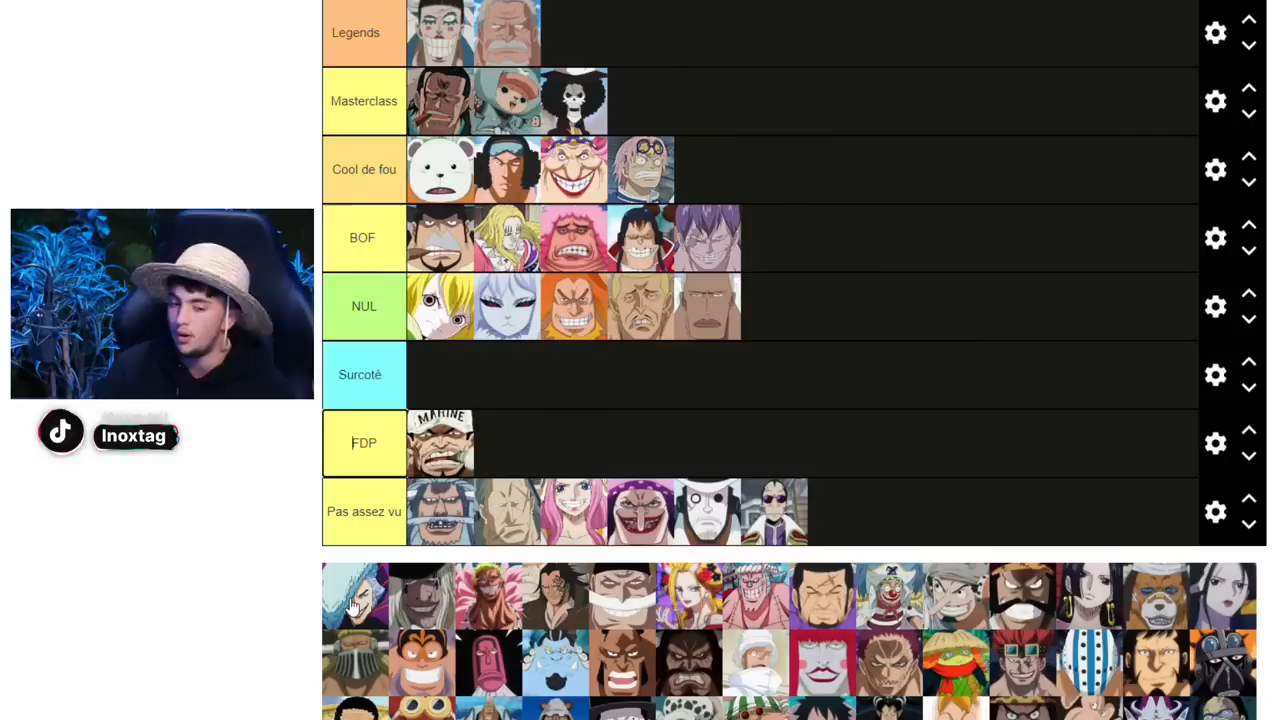 Legends
Masterclass
Cool de fou
BOF
NUL
Surcoté
FDP
MARINE
Pas assez vu
Inoxtag